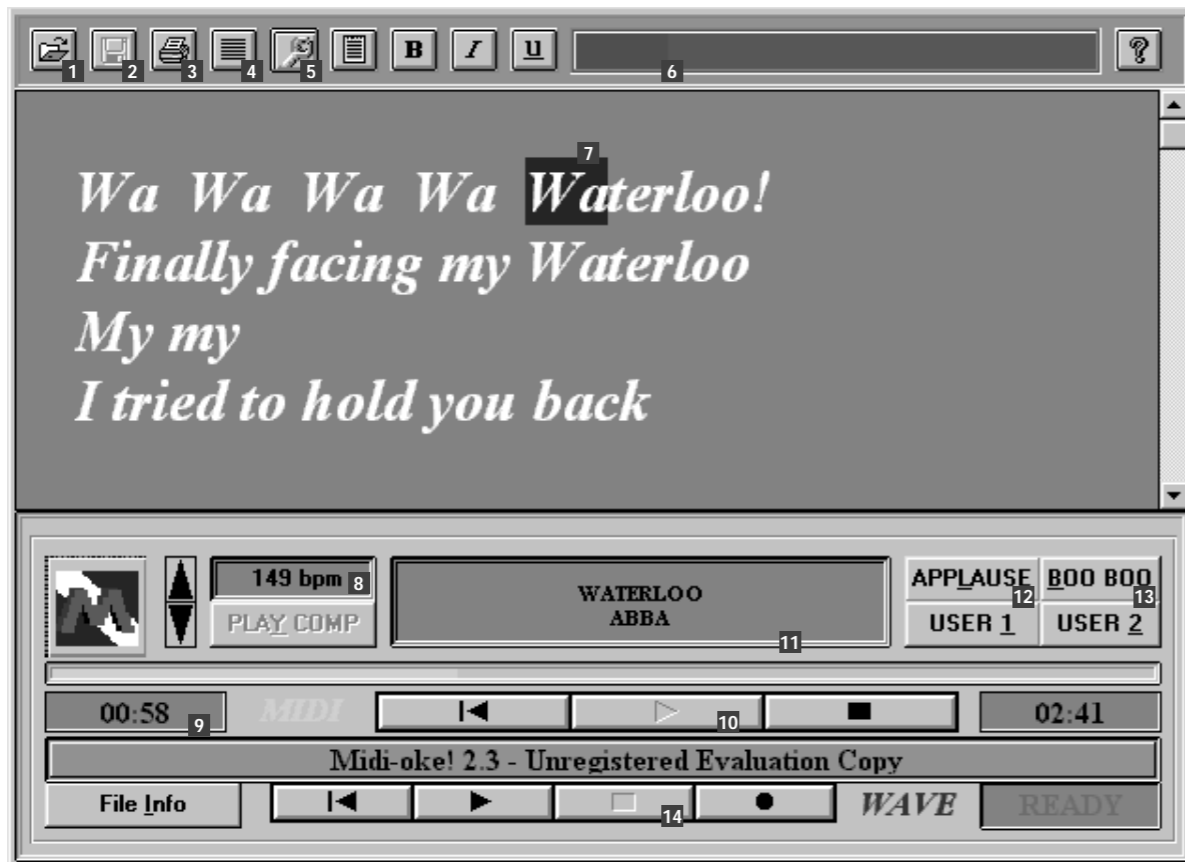 B I U ?
1 2 3 4 5 6
7
Wa Wa Wa Wa Waterloo!
Finally facing my Waterloo
My my
I tried to hold you back
149 bpm 8
PLAY COMP
WATERLOO
ABBA
11
APPLAUSE BOO BOO
12 13
USER 1 USER 2
M
00:58 9 MIDI 10 02:41
Midi-oke! 2.3 - Unregistered Evaluation Copy
File Info 14 WAVE READY